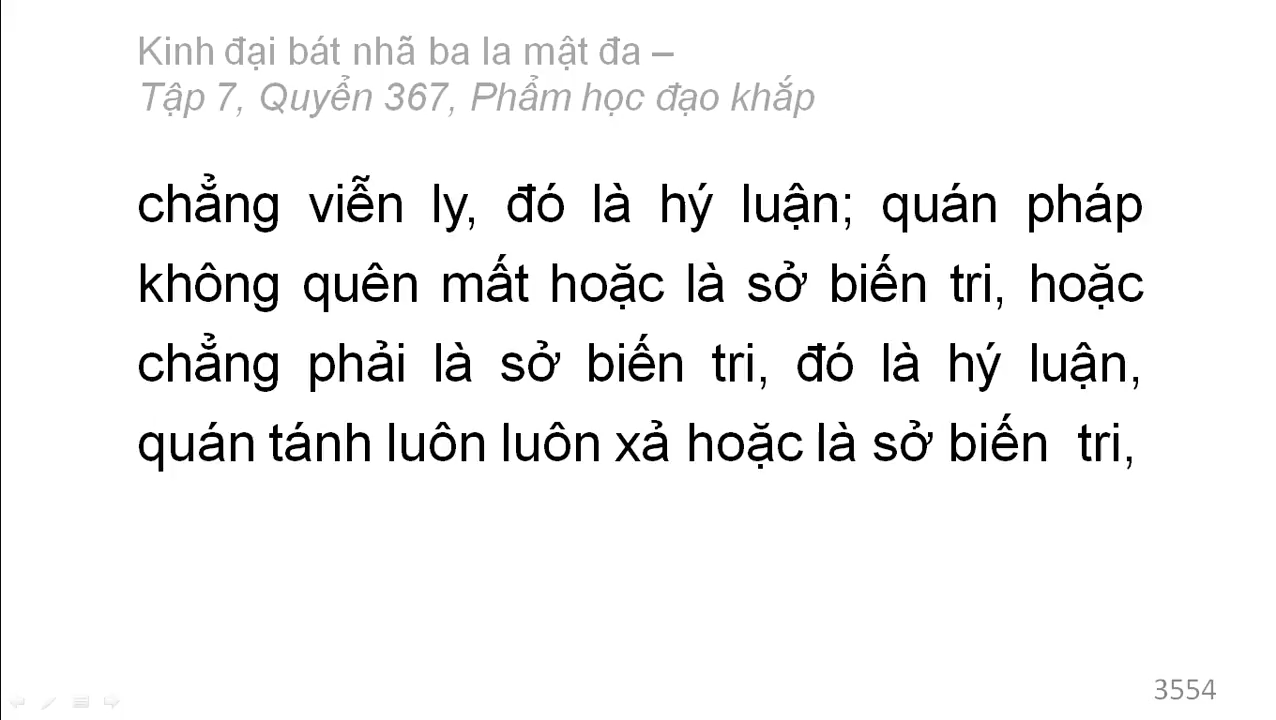 Kinh đại bát nhã ba la mật đa –
Tập 7, Quyển 367, Phẩm học đạo khắp
chẳng viễn ly, đó là hý luận; quán pháp
không quên mất hoặc là sở biến tri, hoặc
chẳng phải là sở biến tri, đó là hý luận,
quán tánh luôn luôn xả hoặc là sở biến tri,
3554